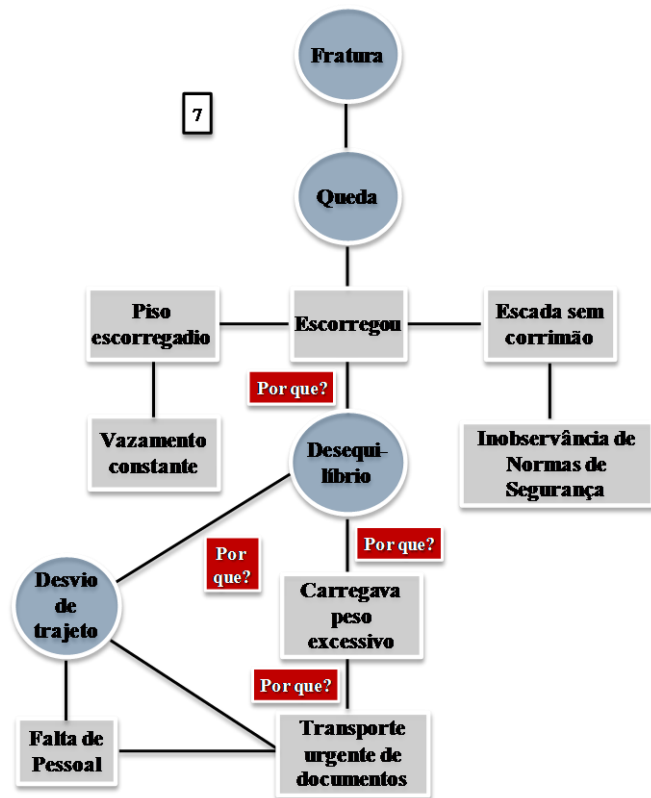 Fratura
7
Queda
Piso
escorregadio
Escorregou
Escada sem
corrimão
Por que?
Vazamento
constante
Desequi-
líbrio
Inobservância de
Normas de
Segurança
Por
que?
Por que?
Desvio
de
trajeto
Carregava
peso
excessivo
Por que?
Falta de
Pessoal
Transporte
urgente de
documentos